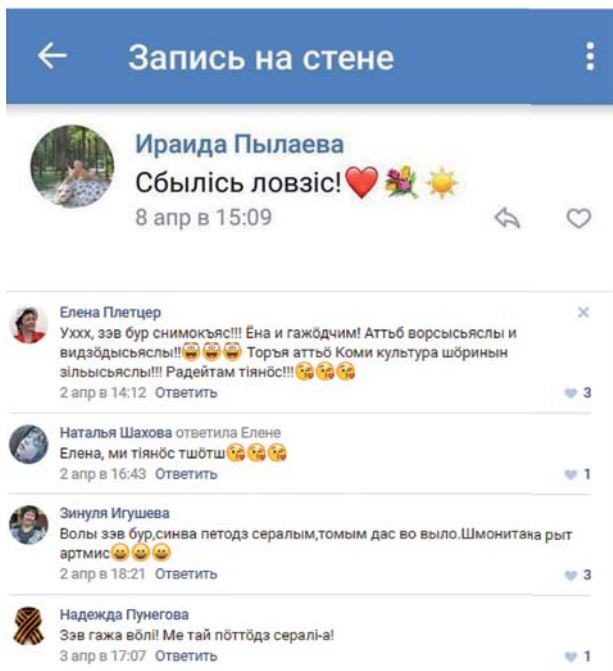 Запись на стене
Ираида Пылаева
Сбылісь ловзіс!❤️💐☀️
8 апр в 15:09
Елена Плетцер
Уххх, зэв бур снимокъяс!!! Ёна и гажӧдчим! Аттьб ворсысьяслы и
видзӧдысьяслы!!😂😂😂 Торъя аттьӧ Коми культура шӧринын
зільысьяслы!!! Радейтам тіянӧс!!!😘😘😘
2 апр в 14:12 Ответить
3
Наталья Шахова ответила Елене
Елена, ми тіянӧс тшӧтш😘😘😘
2 апр в 16:43 Ответить
1
Зинуля Игушева
Волы зэв бур,синва петодз сералым,томым дас во выло.Шмонитана рыт
артмис😄😄😄
2 апр в 18:21 Ответить
3
Надежда Пунегова
Зэв гажа вӧлі! Ме тай пӧттӧдз сералі-а!
3 апр в 17:07 Ответить
1